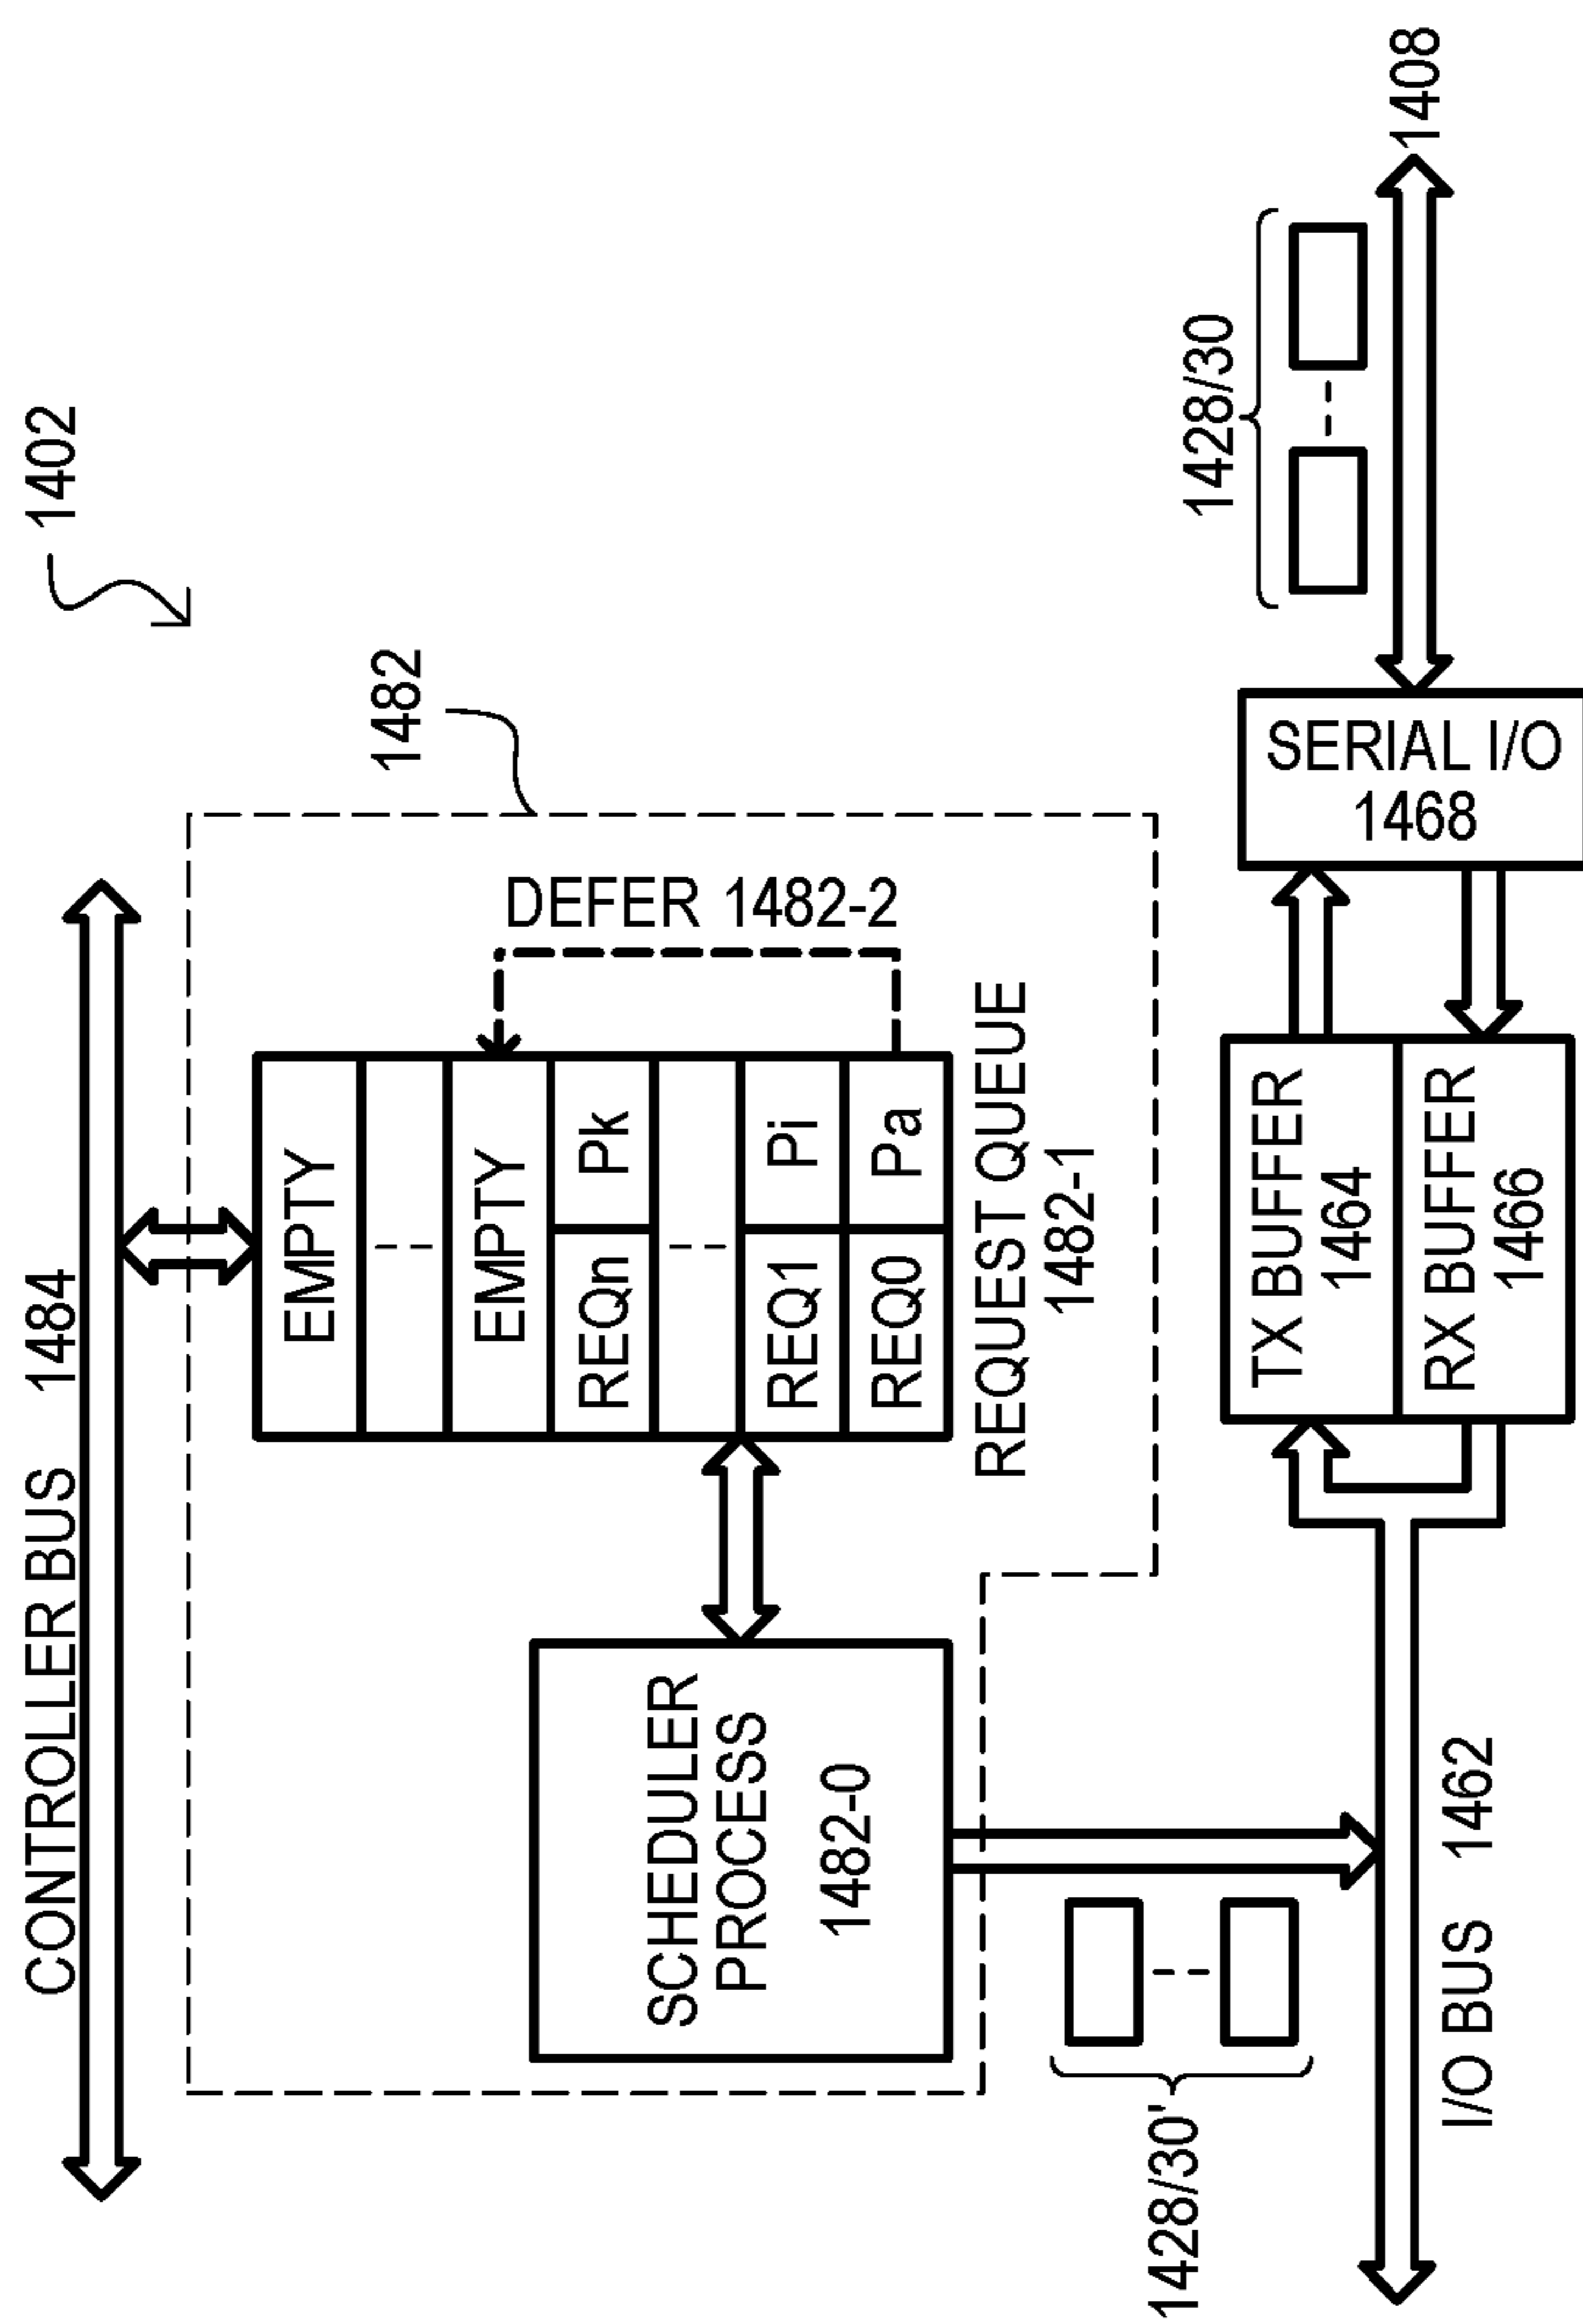 1402
CONTROLLER BUS 1484
1482
EMPTY
EMPTY
REQn Pk
REQ1 Pi
REQ0 Pa
DEFER 1482-2
SCHEDULER
PROCESS
1482-0
REQUEST QUEUE
1482-1
1428/30'
1428/30
TX BUFFER
1464
RX BUFFER
1466
SERIAL I/O
1468
1408
I/O BUS 1462